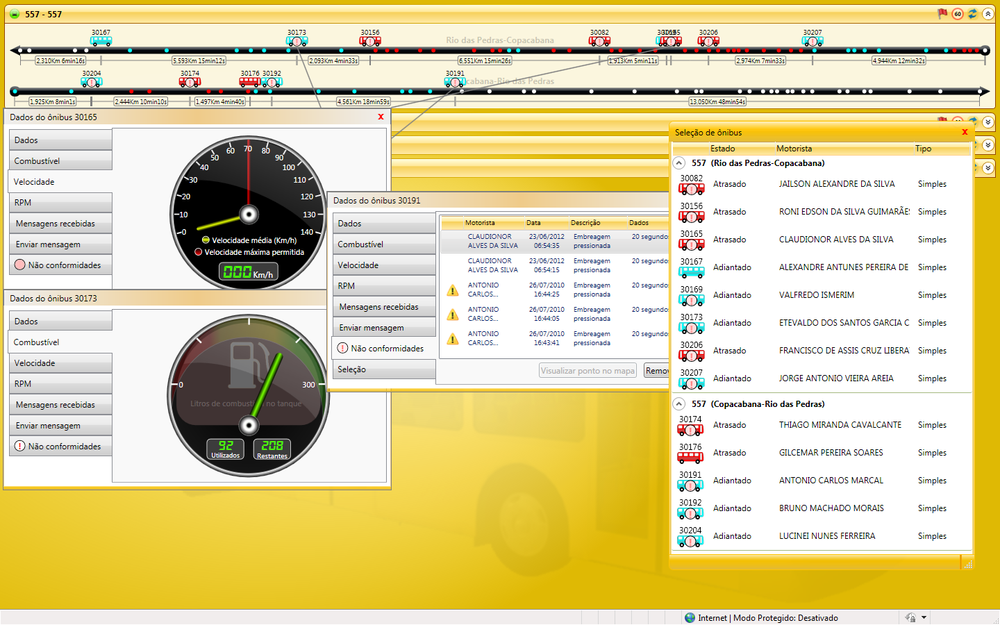 557 - 557
60
30167
30173
30156
30082
30165
30206
30207
Rio das Pedras-Copacabana
2,310Km 6min16s
5,593Km 15min12s
2,093Km 4min33s
6,551Km 15min26s
1,913Km 5min11s
2,974Km 7min33s
4,944Km 12min32s
30204
30174
30176
30192
30191
cabana-Rio das Pedras
1,925Km 8min1s
2,444Km 10min10s
1,497Km 4min40s
4,561Km 18min59s
13,050Km 48min54s
Dados do ônibus 30165
x
Dados
Combustível
Velocidade
RPM
Mensagens recebidas
Enviar mensagem
Não conformidades
0
10
20
30
40
50
60
70
80
90
100
110
120
130
140
Velocidade média (Km/h)
Velocidade máxima permitida
000 Km/h
Dados do ônibus 30173
Dados
Combustível
Velocidade
RPM
Mensagens recebidas
Enviar mensagem
! Não conformidades
0
300
Litros de combust no tanque
92
Utilizados
208
Restantes
Dados do ônibus 30191
Dados
Combustível
Velocidade
RPM
Mensagens recebidas
Enviar mensagem
! Não conformidades
Seleção
Motorista Data Descrição Dados
CLAUDIONOR 23/06/2012 Embreagem 20 segundo
ALVES DA SILVA 06:54:35 pressionada
CLAUDIONOR 23/06/2012 Embreagem 20 segundo
ALVES DA SILVA 06:54:15 pressionada
ANTONIO 26/07/2010 Embreagem 20 segundo
CARLOS... 16:44:25 pressionada
ANTONIO 26/07/2010 Embreagem 20 segundo
CARLOS... 16:44:05 pressionada
ANTONIO 26/07/2010 Embreagem 20 segundo
CARLOS... 16:43:41 pressionada
Visualizar ponto no mapa
Remov
Seleção de ônibus
x
Estado Motorista Tipo
557 (Rio das Pedras-Copacabana)
30082 Atrasado JAILSON ALEXANDRE DA SILVA Simples
30156 Atrasado RONI EDSON DA SILVA GUIMARÃES Simples
30165 Atrasado CLAUDIONOR ALVES DA SILVA Simples
30167 Adiantado ALEXANDRE ANTUNES PEREIRA DE Simples
30169 Adiantado VALFREDO ISMERIM Simples
30173 Adiantado ETEVALDO DOS SANTOS GARCIA C Simples
30206 Atrasado FRANCISCO DE ASSIS CRUZ LIBERA Simples
30207 Adiantado JORGE ANTONIO VIEIRA AREIA Simples
557 (Copacabana-Rio das Pedras)
30174 Atrasado THIAGO MIRANDA CAVALCANTE Simples
30176 Atrasado GILCEMAR PEREIRA SOARES Simples
30191 Adiantado ANTONIO CARLOS MARCAL Simples
30192 Adiantado BRUNO MACHADO MORAIS Simples
30204 Adiantado LUCINEI NUNES FERREIRA Simples
Internet | Modo Protegido: Desativado